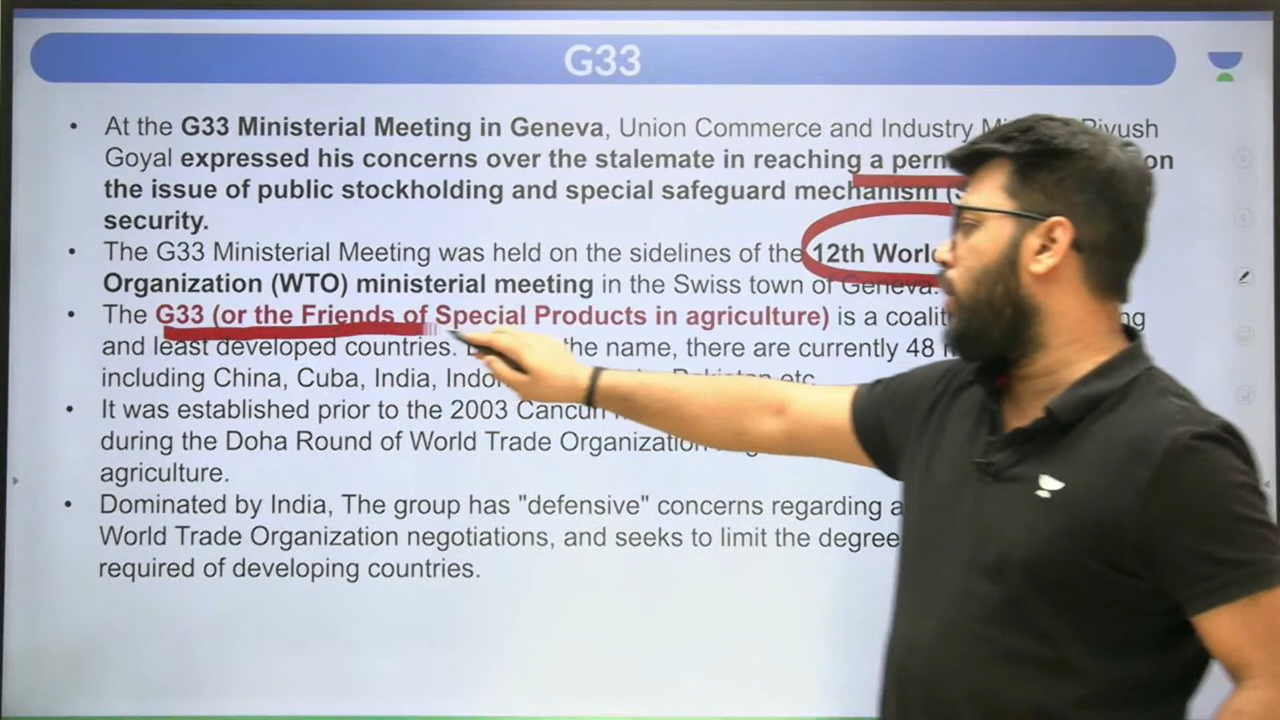 G33
• At the G33 Ministerial Meeting in Geneva, Union Commerce and Industry Piyush
Goyal expressed his concerns over the stalemate in reaching a on
the issue of public stockholding and special safeguard mechanism
security.
• The G33 Ministerial Meeting was held on the sidelines of the 12th
Organization (WTO) ministerial meeting in the Swiss town of Geneva.
• The G33 (or the Friends of Special Products in agriculture) is a
and least developed countries. the name, there are currently 48
including China, Cuba, India, Pakistan etc.
• It was established prior to the 2003 Cancun
during the Doha Round of World Trade Organization
agriculture.
• Dominated by India, The group has "defensive" concerns regarding
World Trade Organization negotiations, and seeks to limit the degree
required of developing countries.